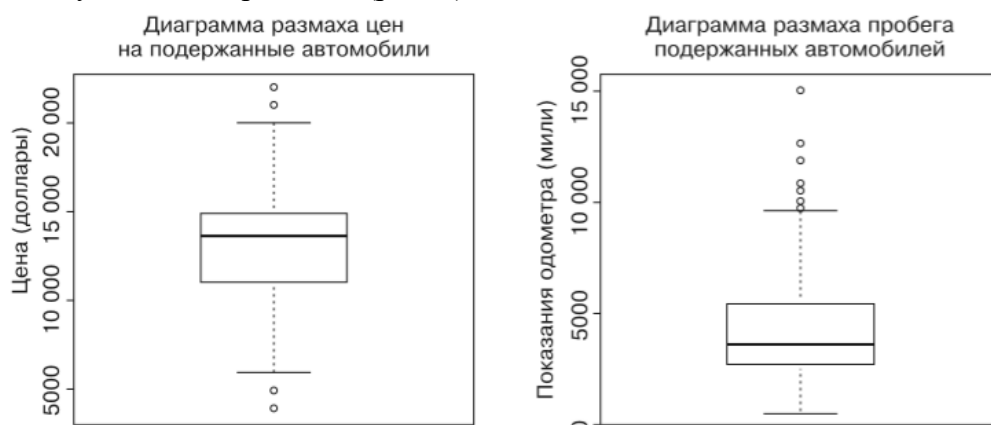 Диаграмма размаха цен
на подержанные автомобили
Цена (доллары)
20 000
15 000
10 000
5000
Диаграмма размаха пробега
подержанных автомобилей
Показания одометра (мили)
15 000
10 000
5000